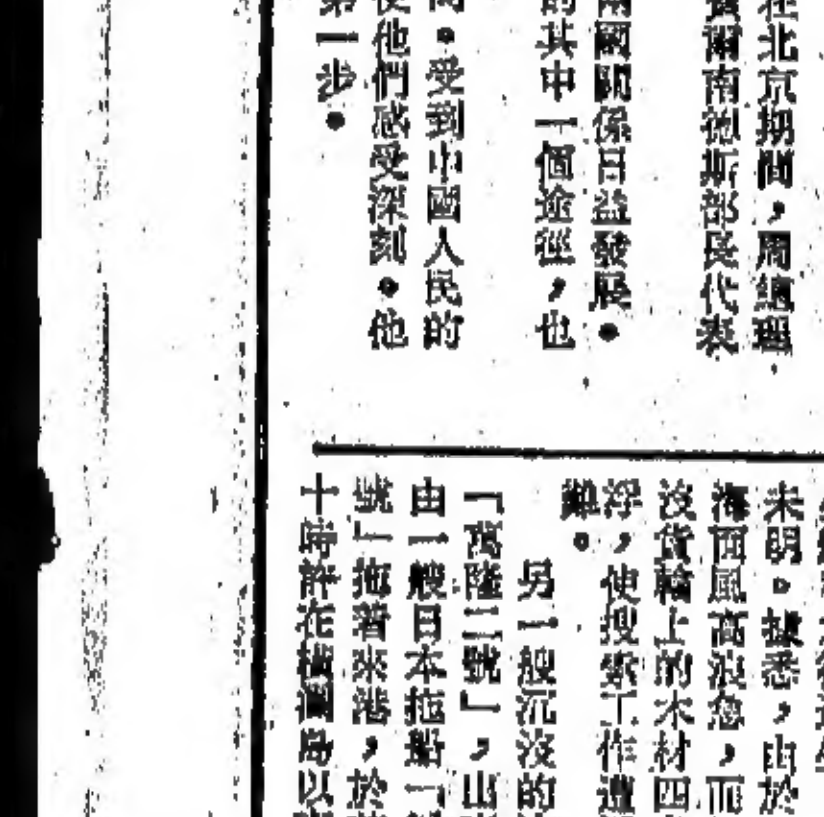 在北京期間，周總理
爾南德斯部長代表
兩國關係日益發展。
的其中一個途徑，也
。受到中國人民的
使他們感受深刻。他
第一步。
未明。據悉，由於
海面風高浪急，而
沒貨輪上的木材四
浮，使搜索工作遭
難。
另一艘沉沒的
「萬隆二號」，由
由一艘日本拖船「
號」拖着來港，於
十時許在橫瀾島以